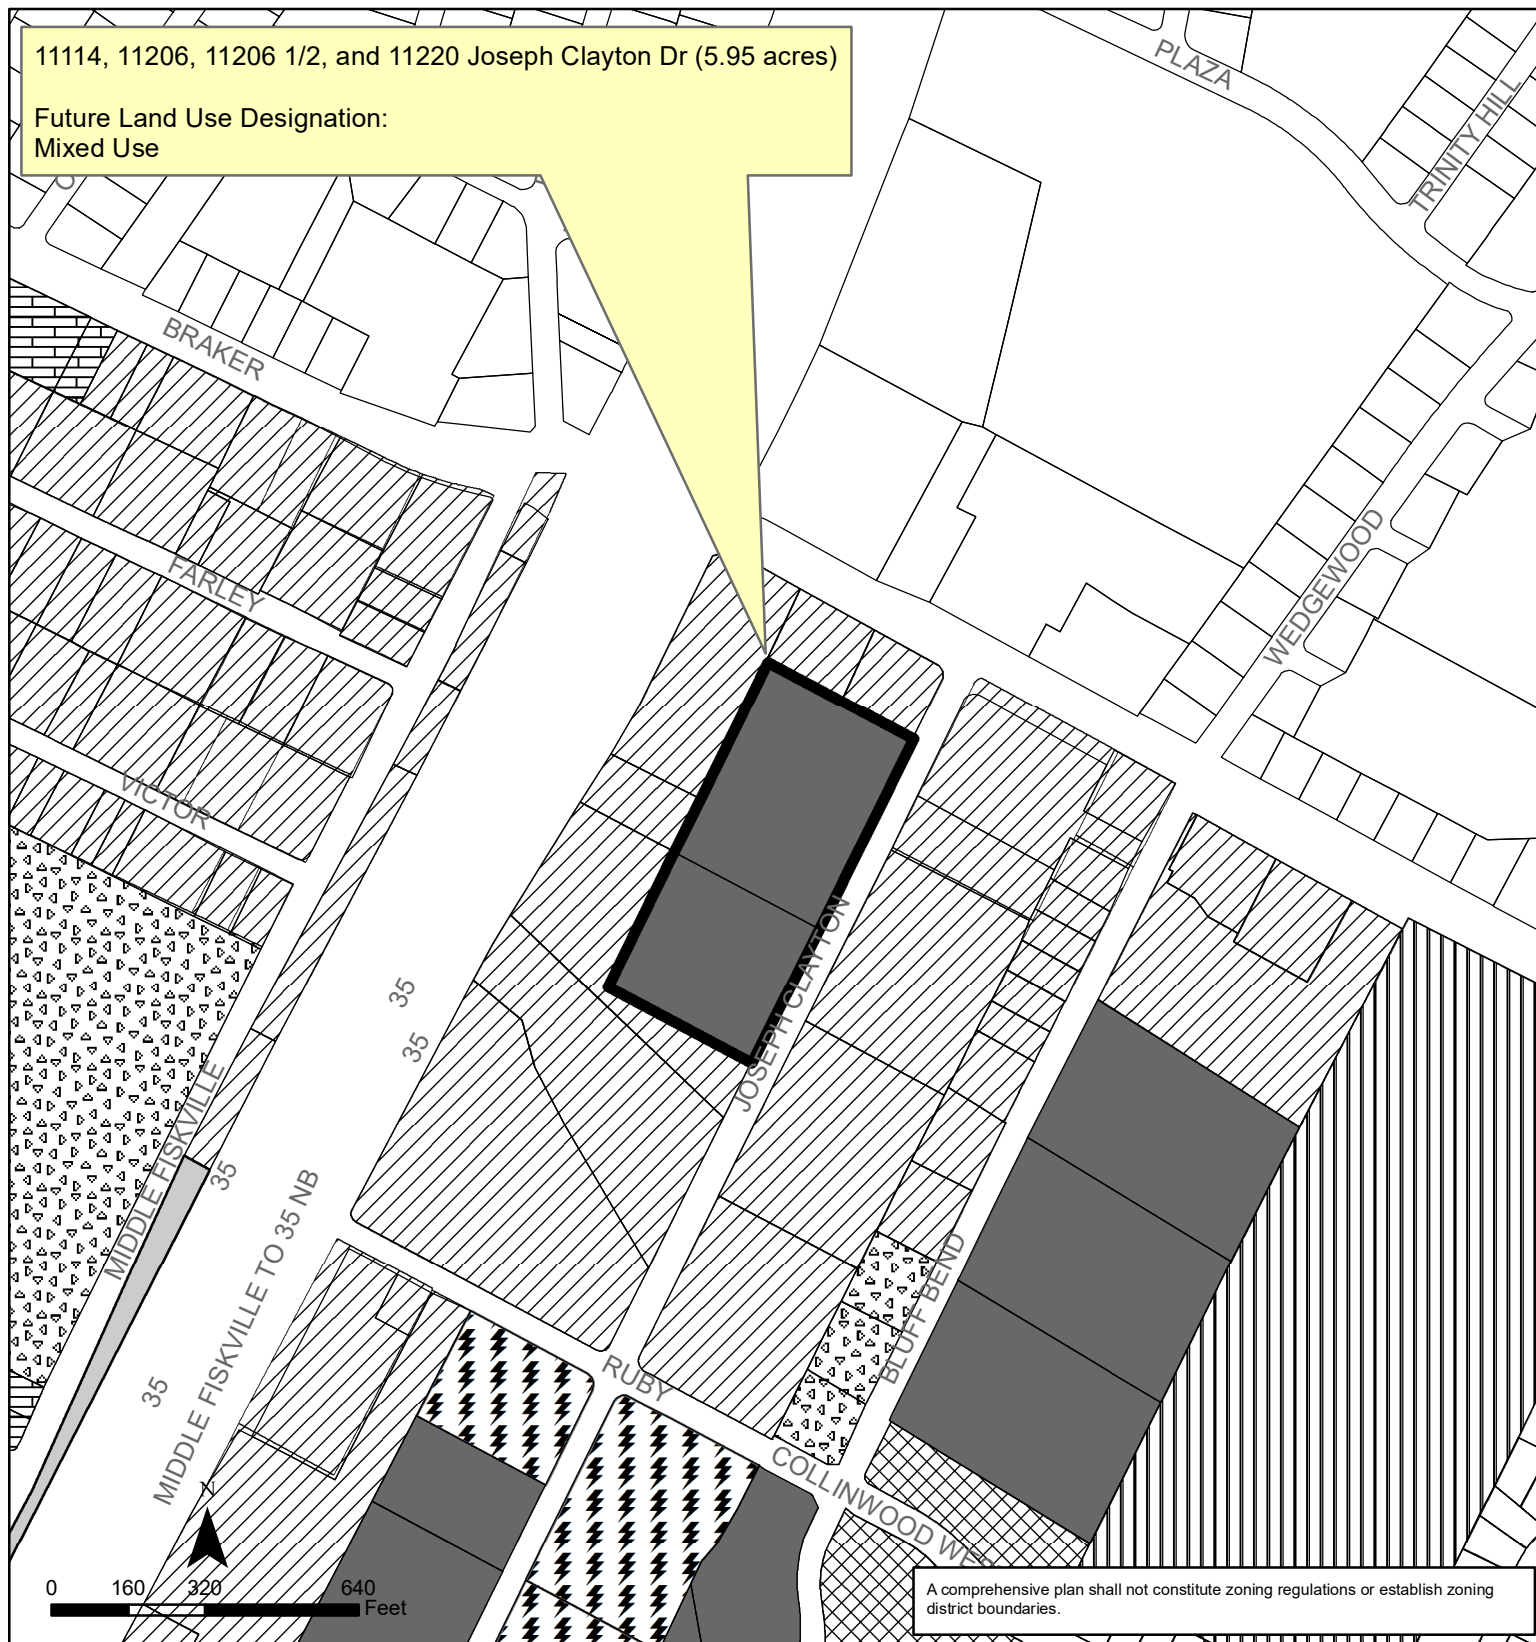 11114, 11206, 11206 1/2, and 11220 Joseph Clayton Dr (5.95 acres)
Future Land Use Designation:
Mixed Use
PLAZA
TRINITY HILL
BRAKER
WEDGEWOOD
FARLEY
VICTOR
JOSEPH CLAYTON
35
35
MIDDLE FISKVILLE
35
MIDDLE FISKVILLE TO 35 NB
BLUFF BEND
35
RUBY
COLLINWOOD WES
N
0 160 320 640
Feet
A comprehensive plan shall not constitute zoning regulations or establish zoning
district boundaries.